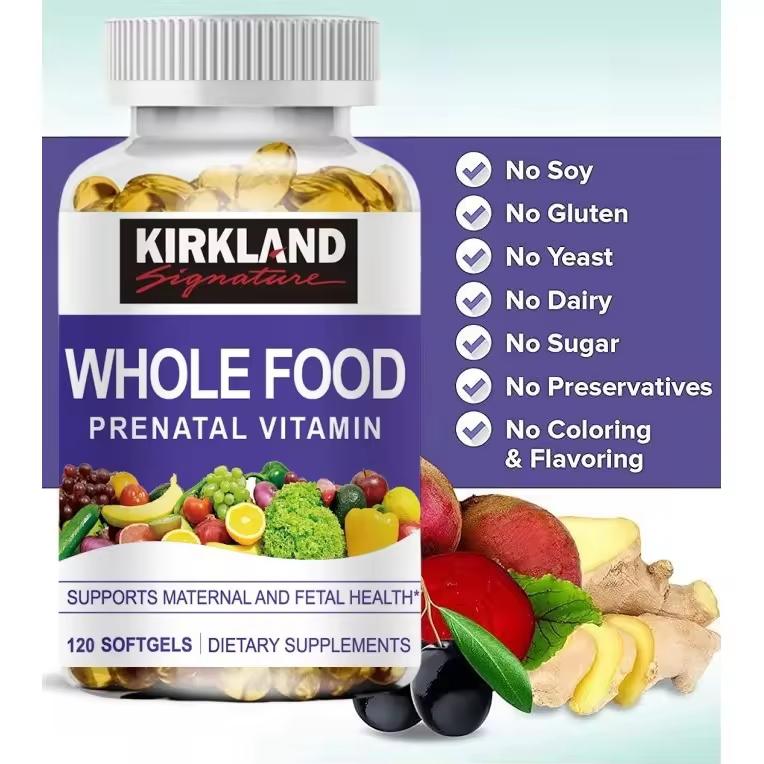 KIRKLAND
Signature
WHOLE FOOD
PRENATAL VITAMIN
SUPPORTS MATERNAL AND FETAL HEALTH*
120 SOFTGELS | DIETARY SUPPLEMENTS
No Soy
No Gluten
No Yeast
No Dairy
No Sugar
No Preservatives
No Coloring
& Flavoring